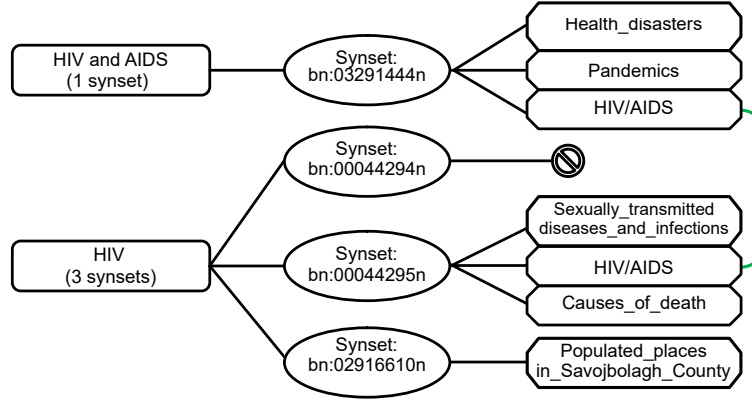 HIV and AIDS
(1 synset)
Synset:
bn:03291444n
Health_disasters
Pandemics
HIV/AIDS
HIV
(3 synsets)
Synset:
bn:00044294n
Synset:
bn:00044295n
Sexually_transmitted
diseases_and_infections
HIV/AIDS
Causes_of_death
Synset:
bn:02916610n
Populated_places
in_Savojbolagh_County